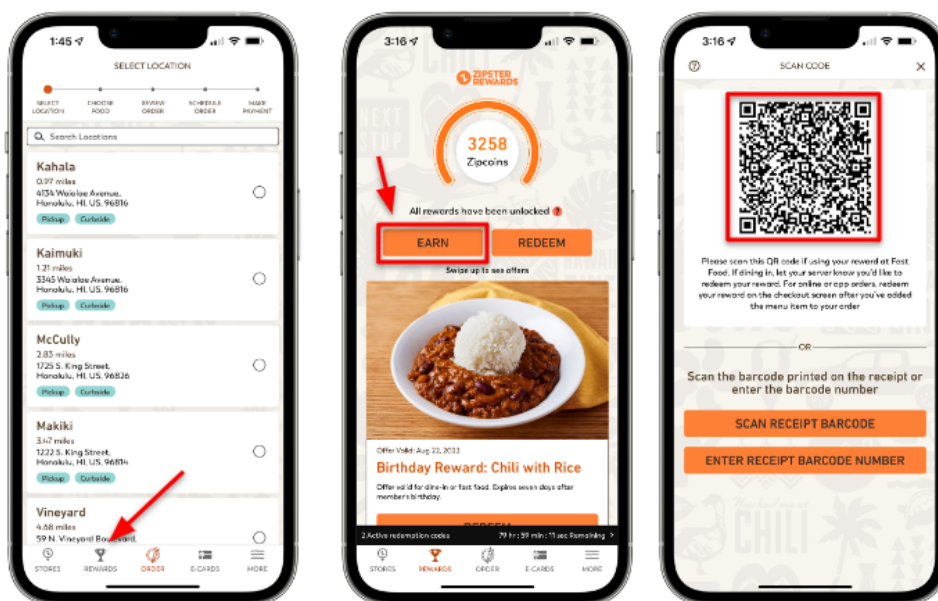 1:45
SELECT LOCATION
SELECT LOCATION
CHOOSE FOOD
REVIEW ORDER
SCHEDULE ORDER
MAKE PAYMENT
Search Locations
Kahala
0.97 miles
4134 Waialae Avenue,
Honolulu, HI, US, 96816
Pickup Curbside
Kaimuki
1.21 miles
3345 Waialae Avenue,
Honolulu, HI, US, 96816
Pickup Curbside
McCully
2.83 miles
1725 S. King Street,
Honolulu, HI, US, 96826
Pickup Curbside
Makiki
3.47 miles
1222 S. King Street,
Honolulu, HI, US, 96814
Pickup Curbside
Vineyard
4.68 miles
59 N. Vineyard Boulevard,
STORES REWARDS ORDER E-CARDS MORE
3:16
ZIPSTER
REWARDS
3258
Zipcoins
All rewards have been unlocked ?
EARN REDEEM
Swipe up to see offers
Offer Valid: Aug 22, 2023
Birthday Reward: Chili with Rice
Offer valid for dine-in or fast food. Expires seven days after
member's birthday.
REDEEM
2 Active redemption codes 79 hr : 59 min : 11 sec Remaining >
STORES REWARDS ORDER E-CARDS MORE
3:16
? SCAN CODE X
Please scan this QR code if using your reward at Fast
Food. If dining in, let your server know you'd like to
redeem your reward. For online or app orders, redeem
your reward on the checkout screen after you've added
the menu item to your order
OR
Scan the barcode printed on the receipt or
enter the barcode number
SCAN RECEIPT BARCODE
ENTER RECEIPT BARCODE NUMBER
CHILI